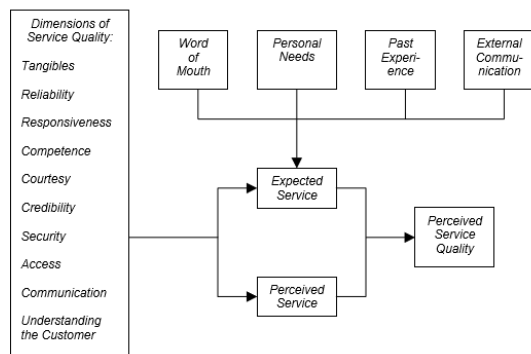 Dimensions of
Service Quality:
Tangibles
Reliability
Responsiveness
Competence
Courtesy
Credibility
Security
Access
Communication
Understanding
the Customer
Word
of
Mouth
Personal
Needs
Past
Experi-
ence
External
Commu-
nication
Expected
Service
Perceived
Service
Perceived
Service
Quality